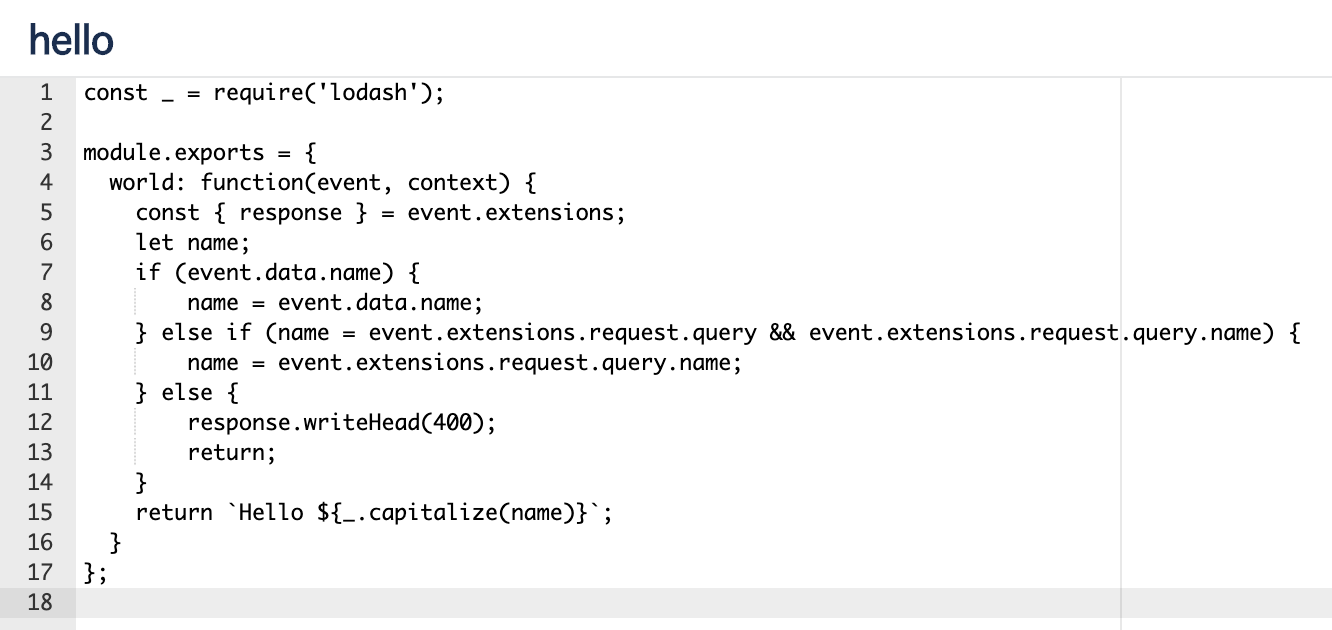 hello
1 const _ = require('lodash');
2
3 module.exports = {
4   world: function(event, context) {
5     const { response } = event.extensions;
6     let name;
7     if (event.data.name) {
8         name = event.data.name;
9     } else if (name = event.extensions.request.query && event.extensions.request.query.name) {
10         name = event.extensions.request.query.name;
11     } else {
12         response.writeHead(400);
13         return;
14     }
15     return `Hello ${_.capitalize(name)}`;
16   }
17 };
18